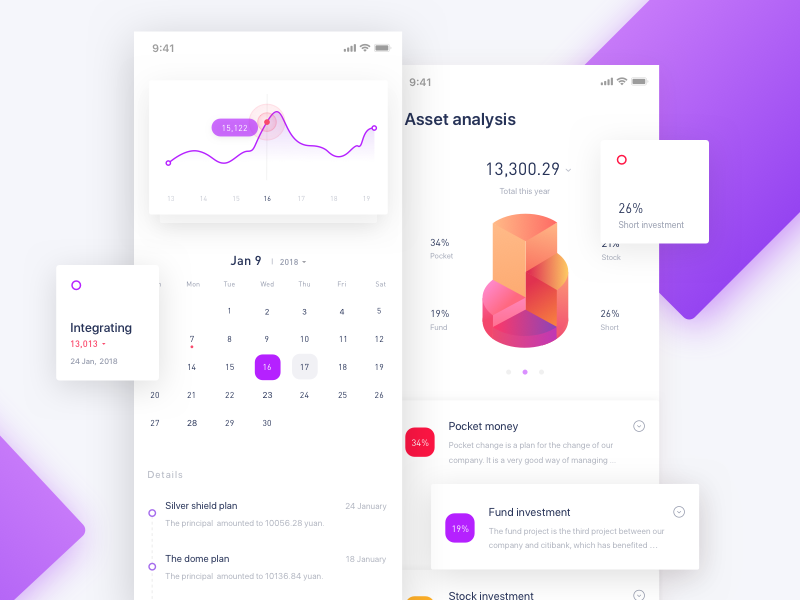 9:41
15,122
13 14 15 16 17 18 19
Jan 9 2018
Mon Tue Wed Thu Fri Sat
1 2 3 4 5
7 8 9 10 11 12
14 15 16 17 18 19
20 21 22 23 24 25 26
27 28 29 30
Integrating
13,013
24 Jan, 2018
Details
Silver shield plan 24 January
The principal amounted to 10056.28 yuan.
The dome plan 18 January
The principal amounted to 10136.84 yuan.
9:41
Asset analysis
13,300.29
Total this year
34%
Pocket
21%
Stock
19%
Fund
26%
Short
26%
Short investment
Pocket money
34%
Pocket change is a plan for the change of our
company. It is a very good way of managing ...
Fund investment
19%
The fund project is the third project between our
company and citibank, which has benefited ....
Stock investment